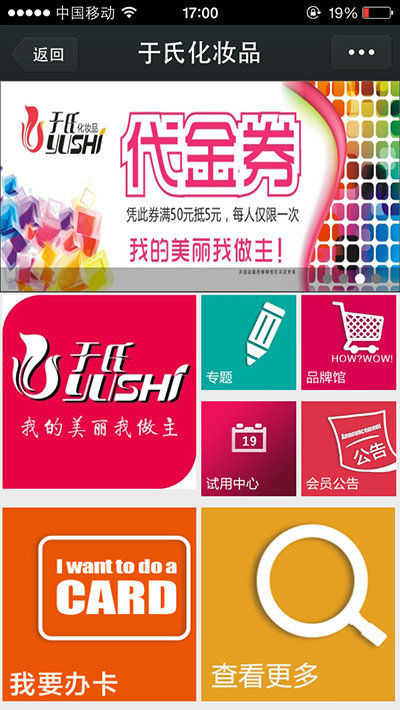 中国移动
17:00
19%
返回
于氏化妆品
于氏
化妆品
YUSHI
代金券
凭此券满50元抵5元，每人仅限一次
我的美丽我做主!
于氏
YUSHI
我的美丽我做主
专题
HOW?WOW!
品牌馆
19
试用中心
Announcement
公告
会员公告
I want to do a
CARD
我要办卡
查看更多